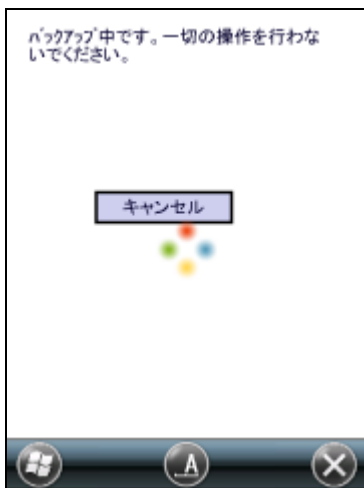 ﾊﾞｯｸｱｯﾌﾟ中です。一切の操作を行わな
いでください。
キャンセル
A